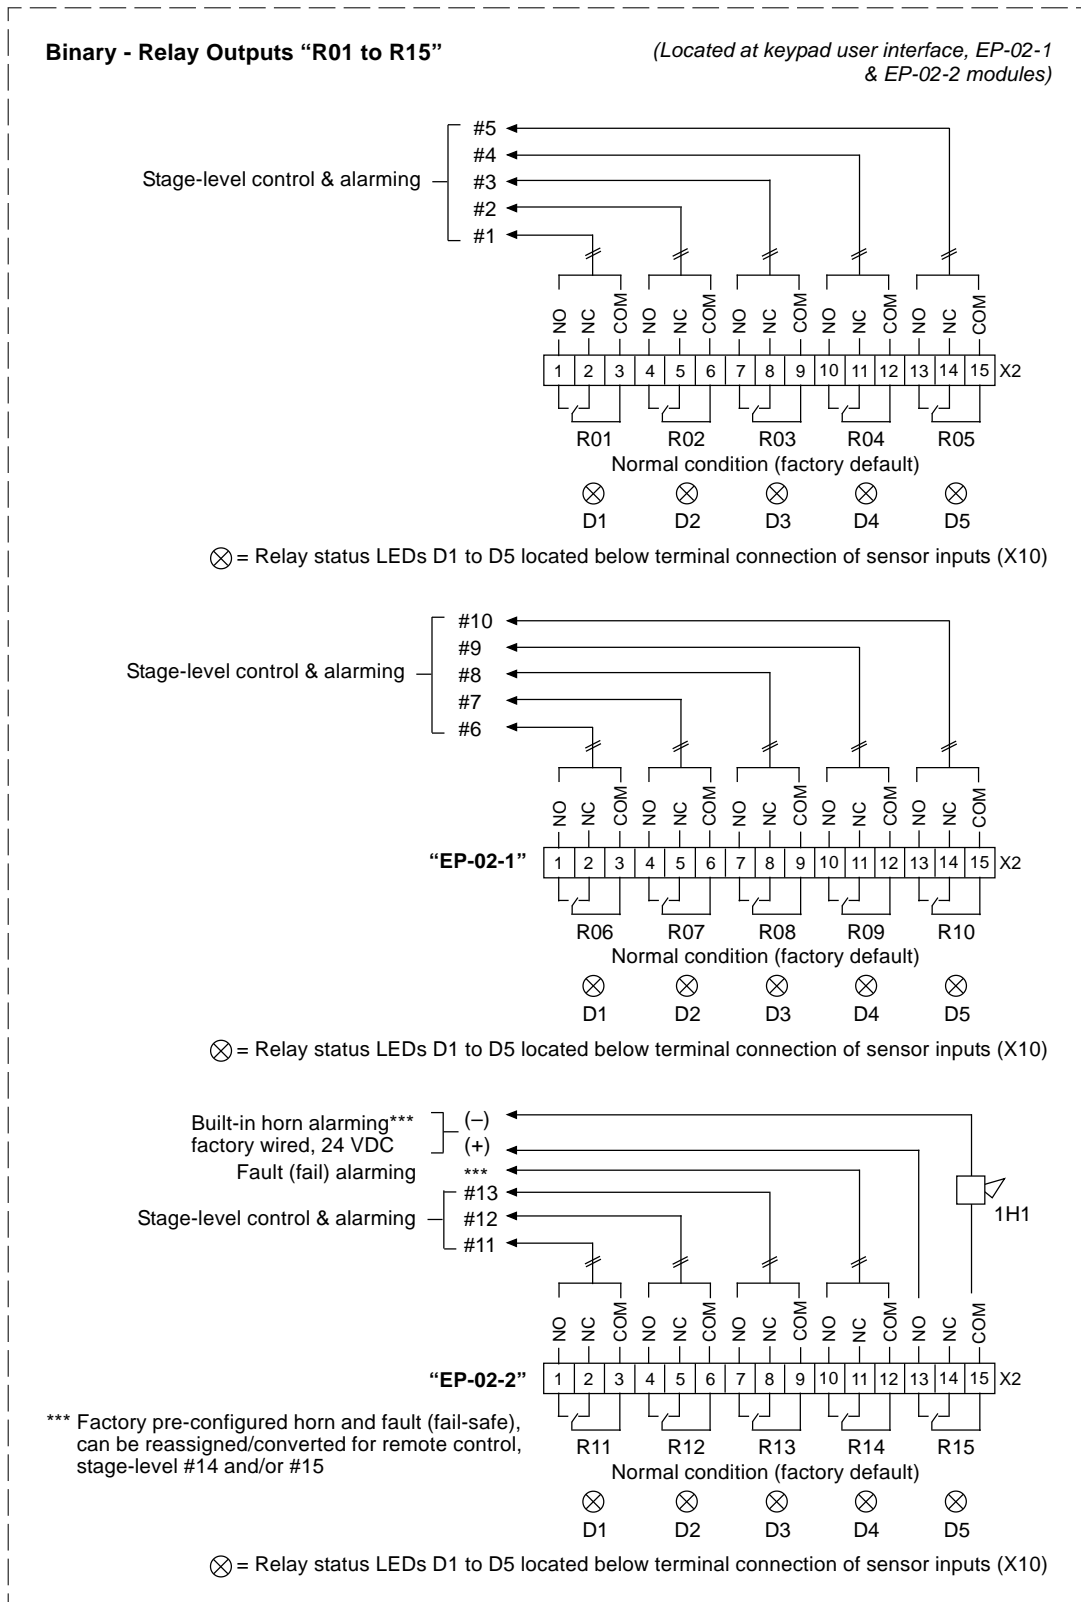 Binary - Relay Outputs “R01 to R15”
(Located at keypad user interface, EP-02-1
& EP-02-2 modules)
#5
#4
Stage-level control & alarming
#3
#2
#1
NO NC COM NO NC COM NO NC COM NO NC COM NO NC COM
1 2 3 4 5 6 7 8 9 10 11 12 13 14 15 X2
R01 R02 R03 R04 R05
Normal condition (factory default)
D1 D2 D3 D4 D5
= Relay status LEDs D1 to D5 located below terminal connection of sensor inputs (X10)
#10
#9
Stage-level control & alarming
#8
#7
#6
NO NC COM NO NC COM NO NC COM NO NC COM NO NC COM
“EP-02-1” 1 2 3 4 5 6 7 8 9 10 11 12 13 14 15 X2
R06 R07 R08 R09 R10
Normal condition (factory default)
D1 D2 D3 D4 D5
= Relay status LEDs D1 to D5 located below terminal connection of sensor inputs (X10)
Built-in horn alarming*** (–)
factory wired, 24 VDC (+)
Fault (fail) alarming ***
#13
Stage-level control & alarming #12
#11
1H1
NO NC COM NO NC COM NO NC COM NO NC COM NO NC COM
“EP-02-2” 1 2 3 4 5 6 7 8 9 10 11 12 13 14 15 X2
*** Factory pre-configured horn and fault (fail-safe),
can be reassigned/converted for remote control,
stage-level #14 and/or #15
R11 R12 R13 R14 R15
Normal condition (factory default)
D1 D2 D3 D4 D5
= Relay status LEDs D1 to D5 located below terminal connection of sensor inputs (X10)